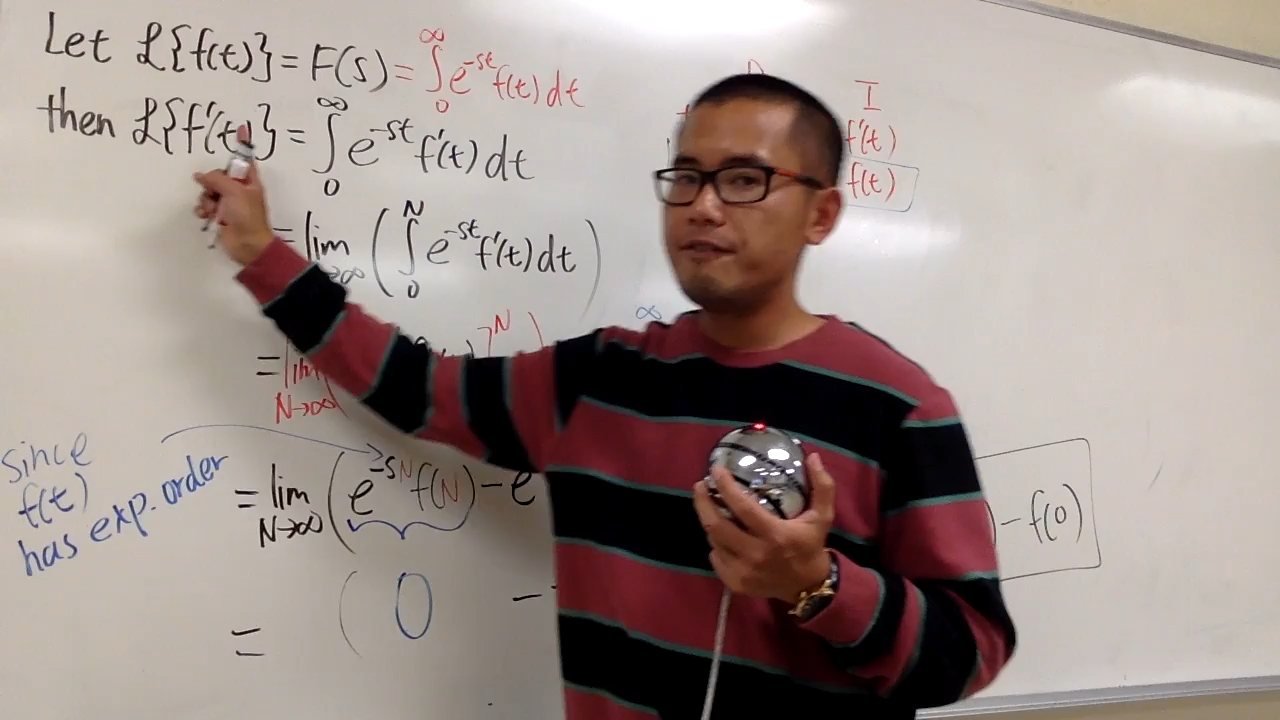 Let ℒ{f(t)} = F(s) = ∫₀^∞ e^{-st} f(t) dt
then ℒ{f'(t)} = ∫₀^∞ e^{-st} f'(t) dt
= lim ( ∫₀^N e^{-st} f'(t) dt )
→∞
= lim N→∞ ( ]^N )
∞
since f(t) has exp. order
= lim N→∞ ( e^{-sN} f(N) - e
) - f(0)
= ( 0 -
I
f'(t)
f(t)